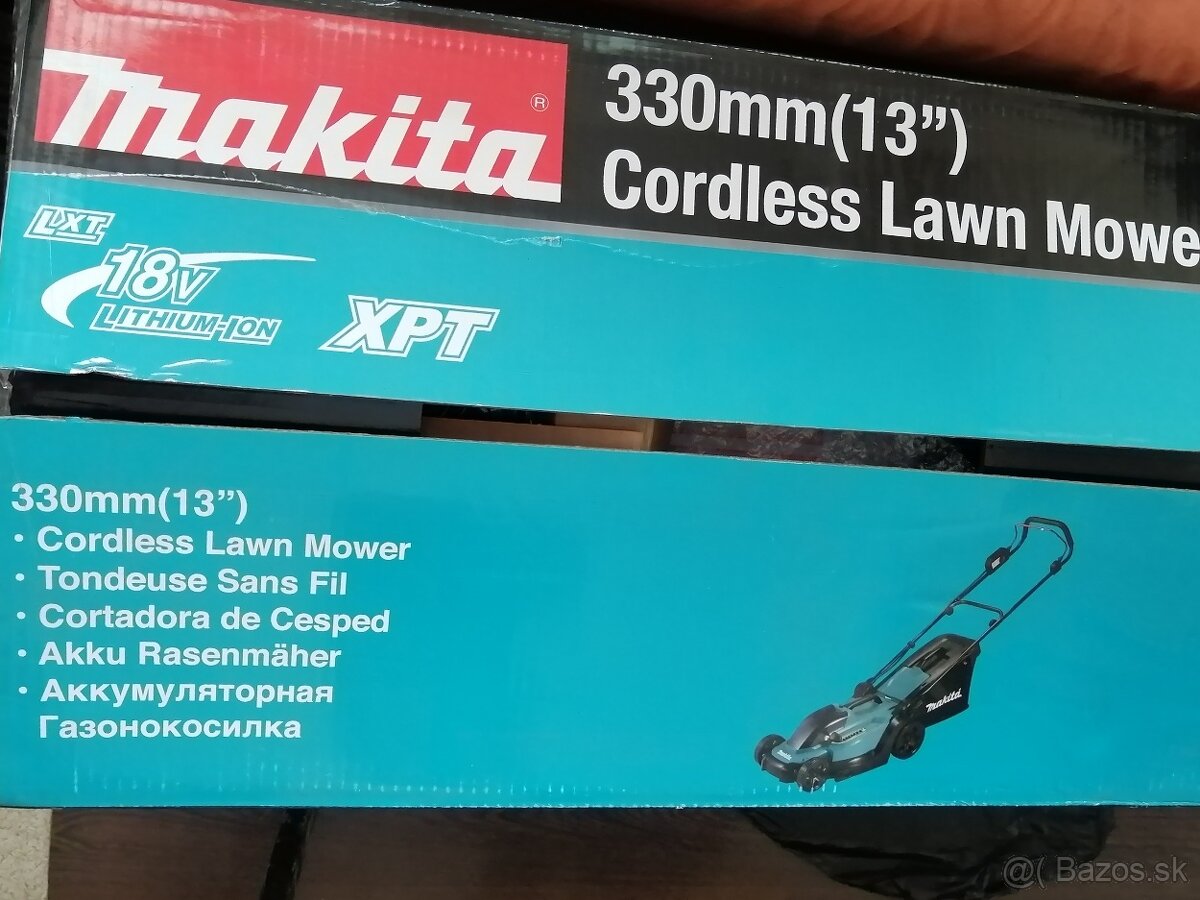 Makita®
330mm(13”)
Cordless Lawn Mowe
LXT
18V
LITHIUM-ION
XPT
330mm(13”)
· Cordless Lawn Mower
· Tondeuse Sans Fil
· Cortadora de Cesped
· Akku Rasenmäher
· Аккумуляторная
Газонокосилка
makita
@( Bazos.sk